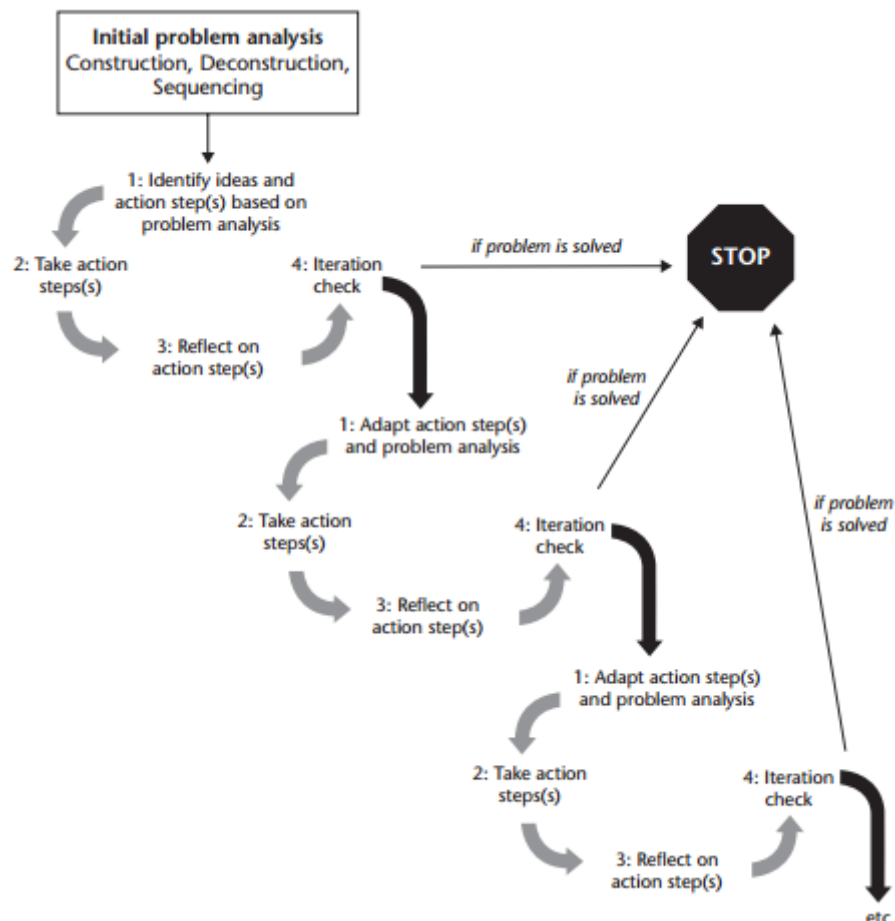 Initial problem analysis
Construction, Deconstruction,
Sequencing
1: Identify ideas and
action step(s) based on
problem analysis
2: Take action
steps(s)
3: Reflect on
action step(s)
4: Iteration
check
if problem is solved
STOP
1: Adapt action step(s)
and problem analysis
2: Take action
steps(s)
3: Reflect on
action step(s)
4: Iteration
check
if problem
is solved
1: Adapt action step(s)
and problem analysis
2: Take action
steps(s)
3: Reflect on
action step(s)
4: Iteration
check
if problem
is solved
etc